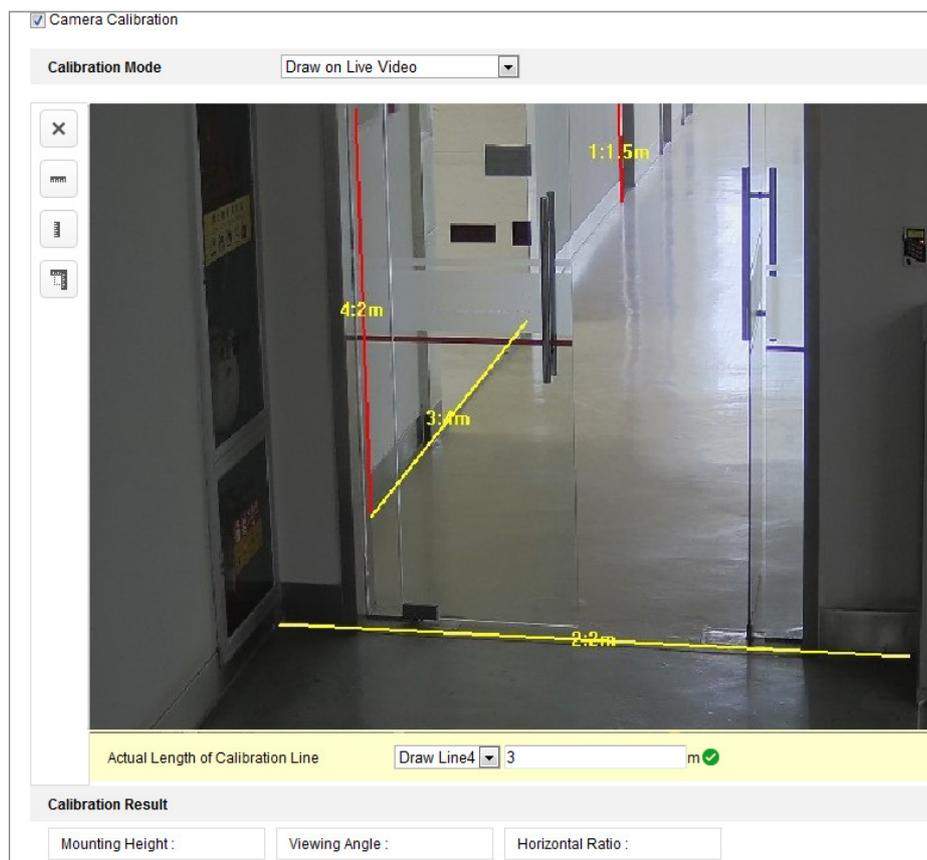 Camera Calibration
Calibration Mode
Draw on Live Video
1:1.5m
4:2m
3:4m
2:2m
Actual Length of Calibration Line
Draw Line4
3
m
Calibration Result
Mounting Height :
Viewing Angle :
Horizontal Ratio :